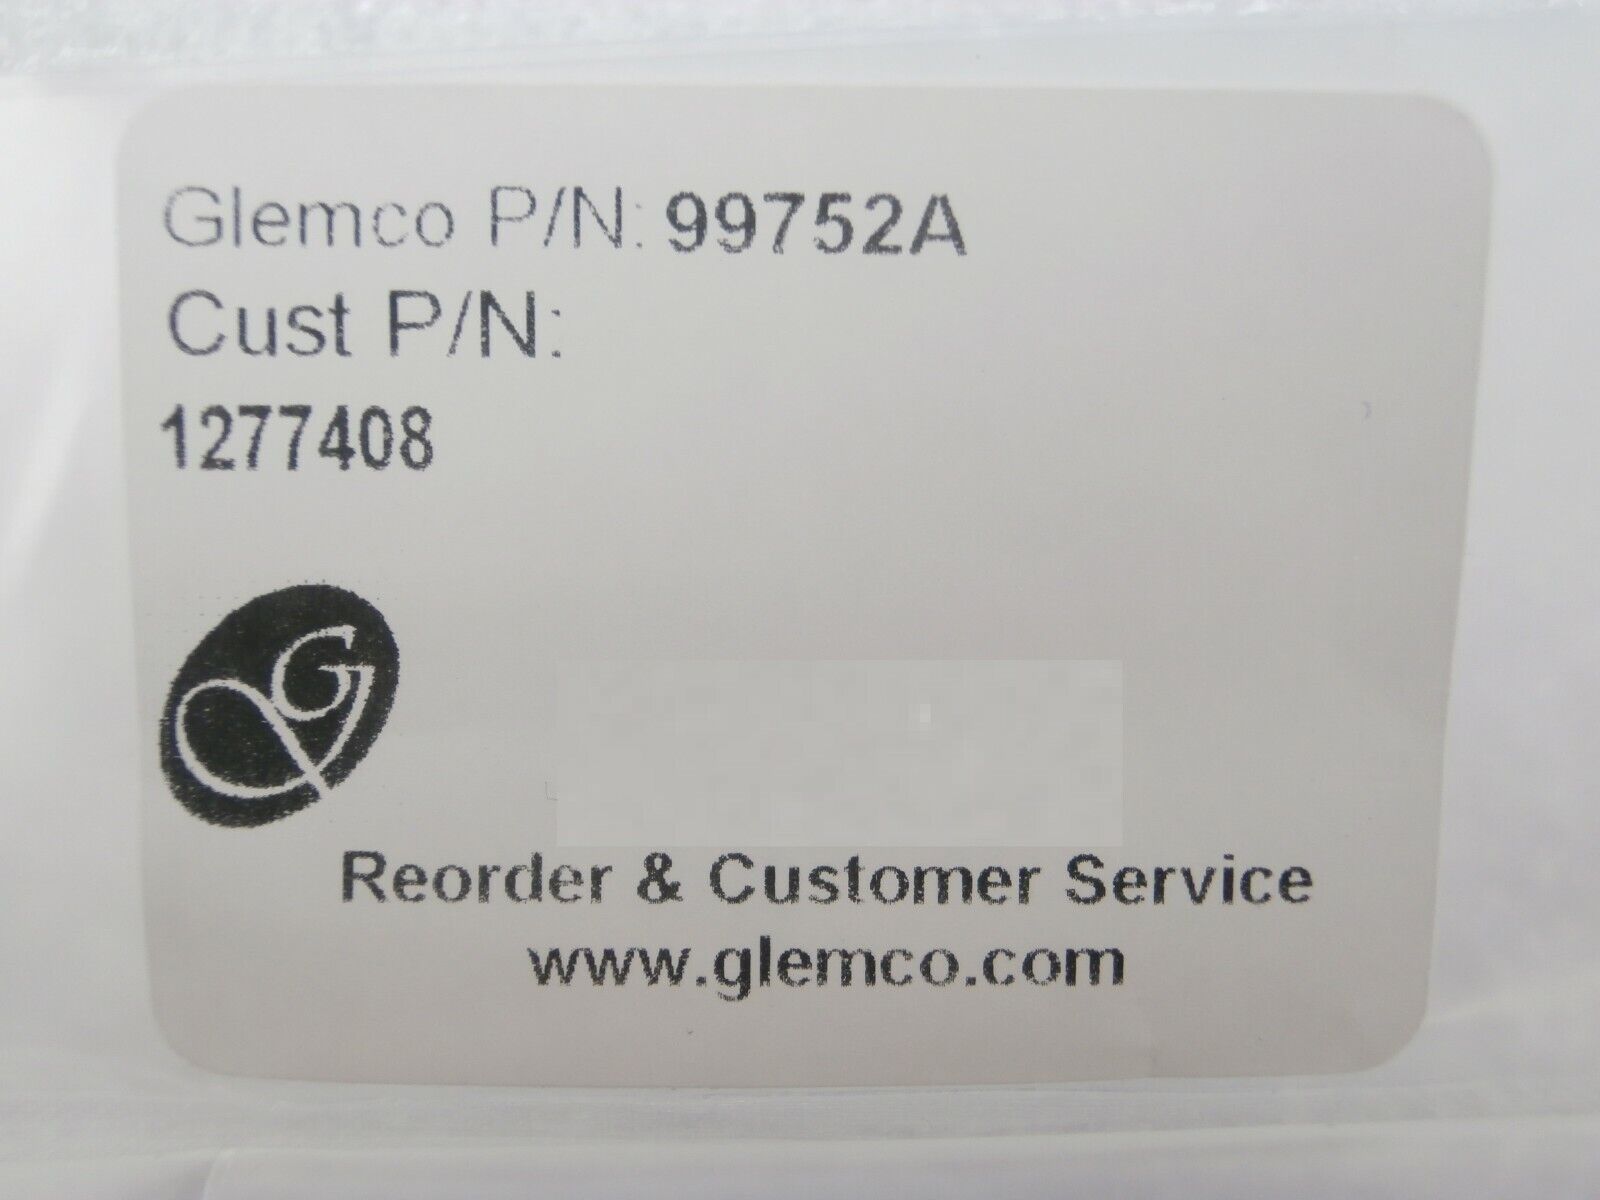 Glemco P/N: 99752A
Cust P/N:
1277408
G
Reorder & Customer Service
www.glemco.com